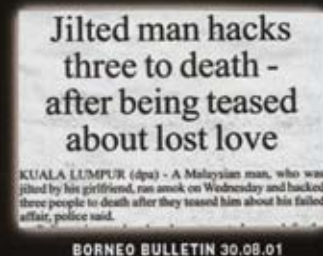 Jilted man hacks
three to death -
after being teased
about lost love
KUALA LUMPUR (dpa) - A Malaysian man, who was
jilted by his girlfriend, ran amok on Wednesday and hacked
three people to death after they teased him about his failed
affair, police said.
BORNEO BULLETIN 30.08.01